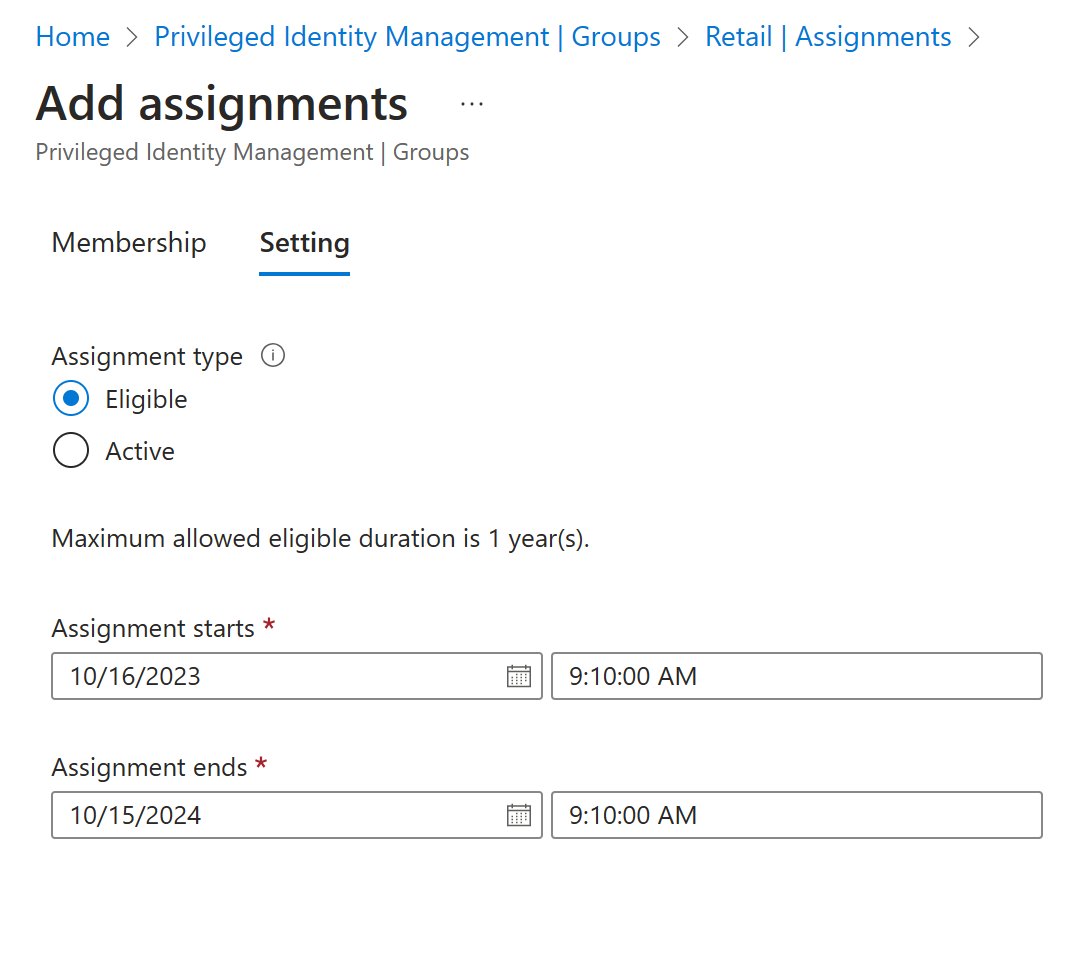 Home > Privileged Identity Management | Groups > Retail | Assignments >
Add assignments ...
Privileged Identity Management | Groups
Membership Setting
Assignment type
Eligible
Active
Maximum allowed eligible duration is 1 year(s).
Assignment starts *
10/16/2023 9:10:00 AM
Assignment ends *
10/15/2024 9:10:00 AM